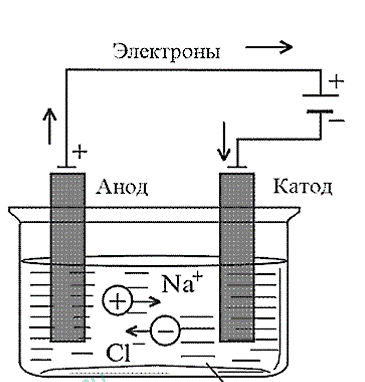 Электроны
+
−
+
Анод
Катод
+
Na⁺
−
Cl⁻